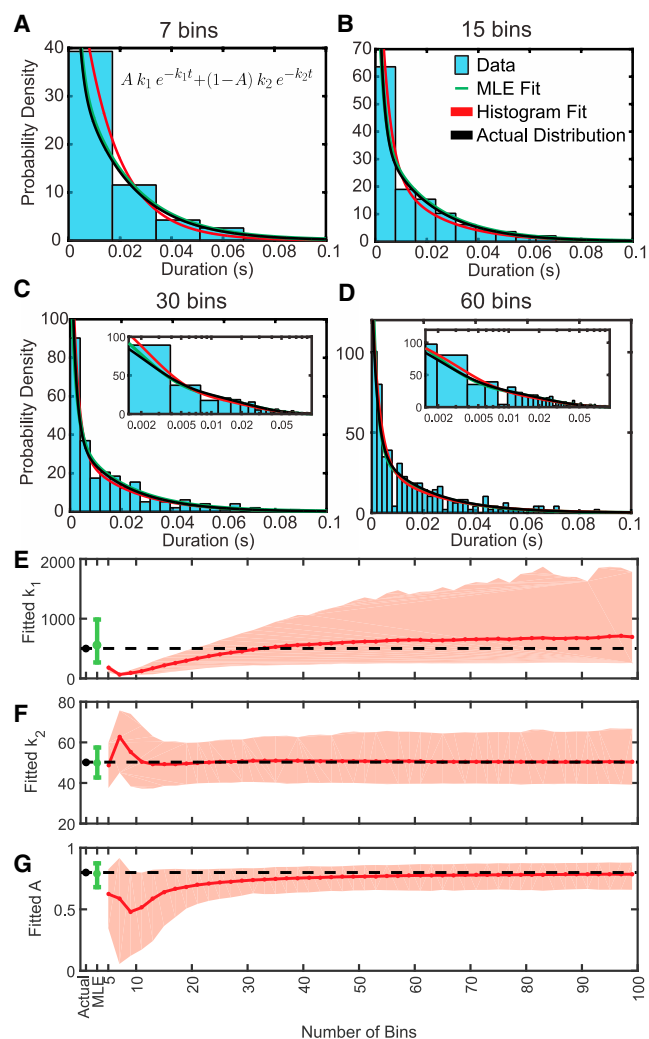 A
7 bins
Probability Density
40
30
20
10
0
A k₁ e^{-k₁t}+(1−A) k₂ e^{-k₂t}
0 0.02 0.04 0.06 0.08 0.1
Duration (s)
B
15 bins
70
60
50
40
30
20
10
0
Data
MLE Fit
Histogram Fit
Actual Distribution
0 0.02 0.04 0.06 0.08 0.1
Duration (s)
C
30 bins
Probability Density
100
80
60
40
20
0
100
50
0
0.002 0.005 0.01 0.02 0.05
0 0.02 0.04 0.06 0.08 0.1
Duration (s)
D
60 bins
100
50
0
100
50
0
0.002 0.005 0.01 0.02 0.05
0 0.02 0.04 0.06 0.08 0.1
Duration (s)
E
Fitted k₁
2000
1000
0
F
Fitted k₂
80
60
40
20
G
Fitted A
1
0.5
0
Actual
MLE
5
10
20
30
40
50
60
70
80
90
100
Number of Bins